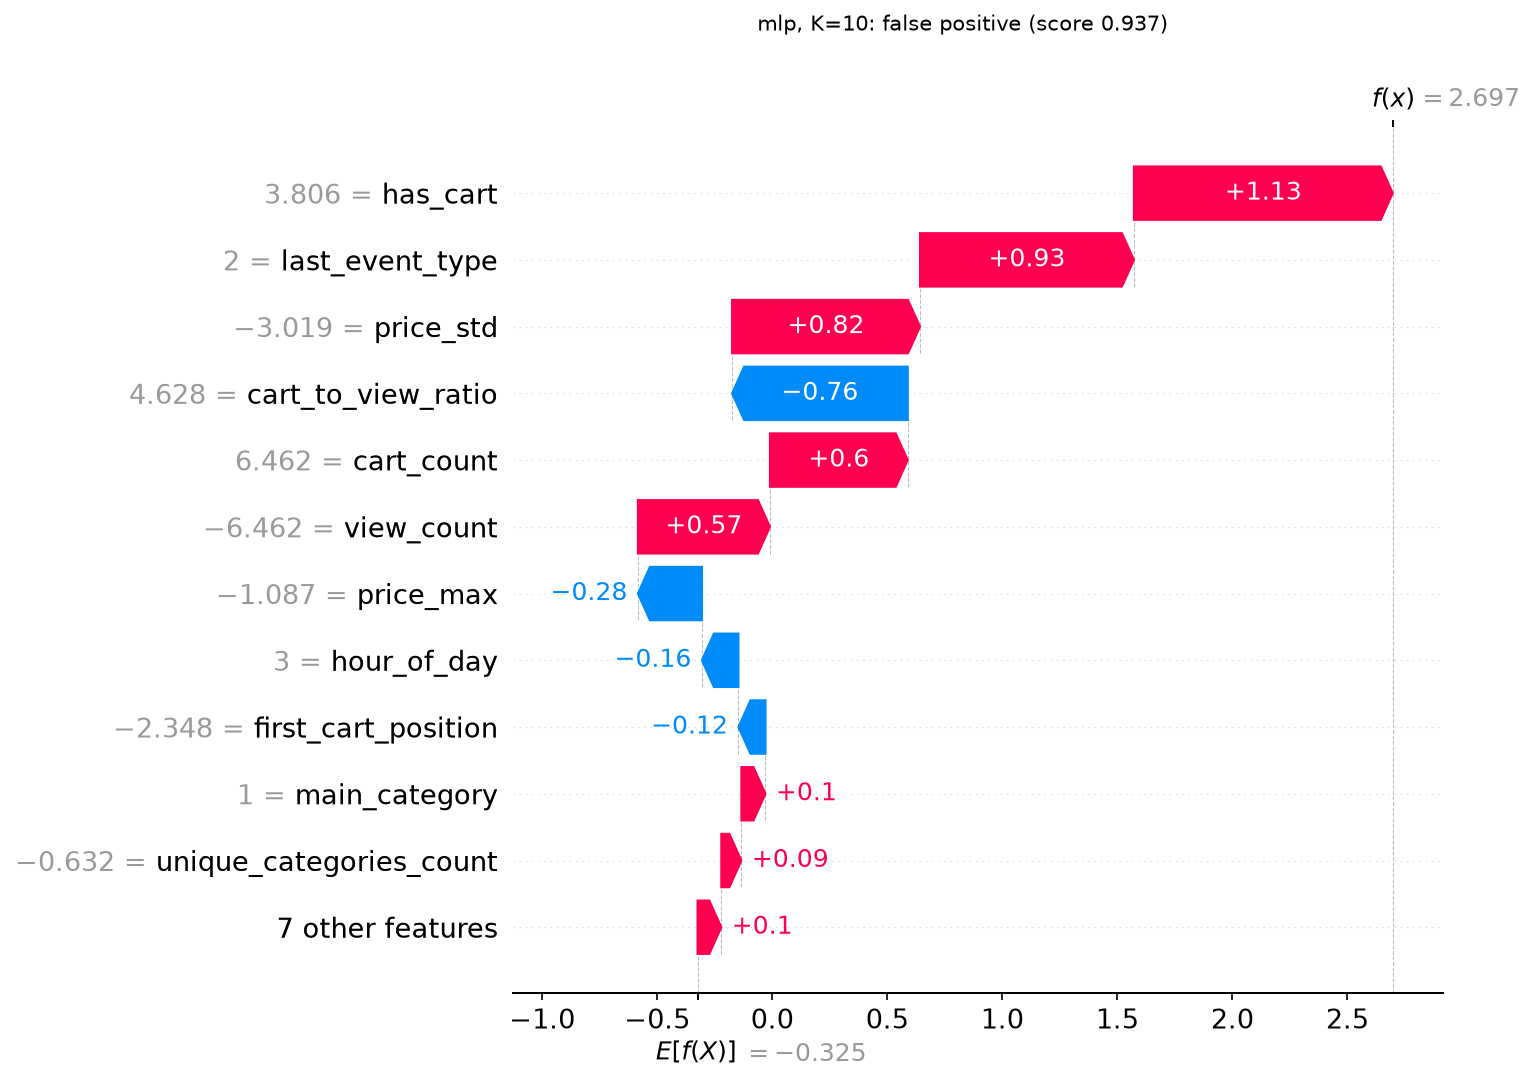 mlp, K=10: false positive (score 0.937)
f(x) = 2.697
3.806 = has_cart +1.13
2 = last_event_type +0.93
−3.019 = price_std +0.82
4.628 = cart_to_view_ratio −0.76
6.462 = cart_count +0.6
−6.462 = view_count +0.57
−1.087 = price_max −0.28
3 = hour_of_day −0.16
−2.348 = first_cart_position −0.12
1 = main_category +0.1
−0.632 = unique_categories_count +0.09
7 other features +0.1
−1.0 −0.5 0.0 0.5 1.0 1.5 2.0 2.5
E[f(X)] = −0.325